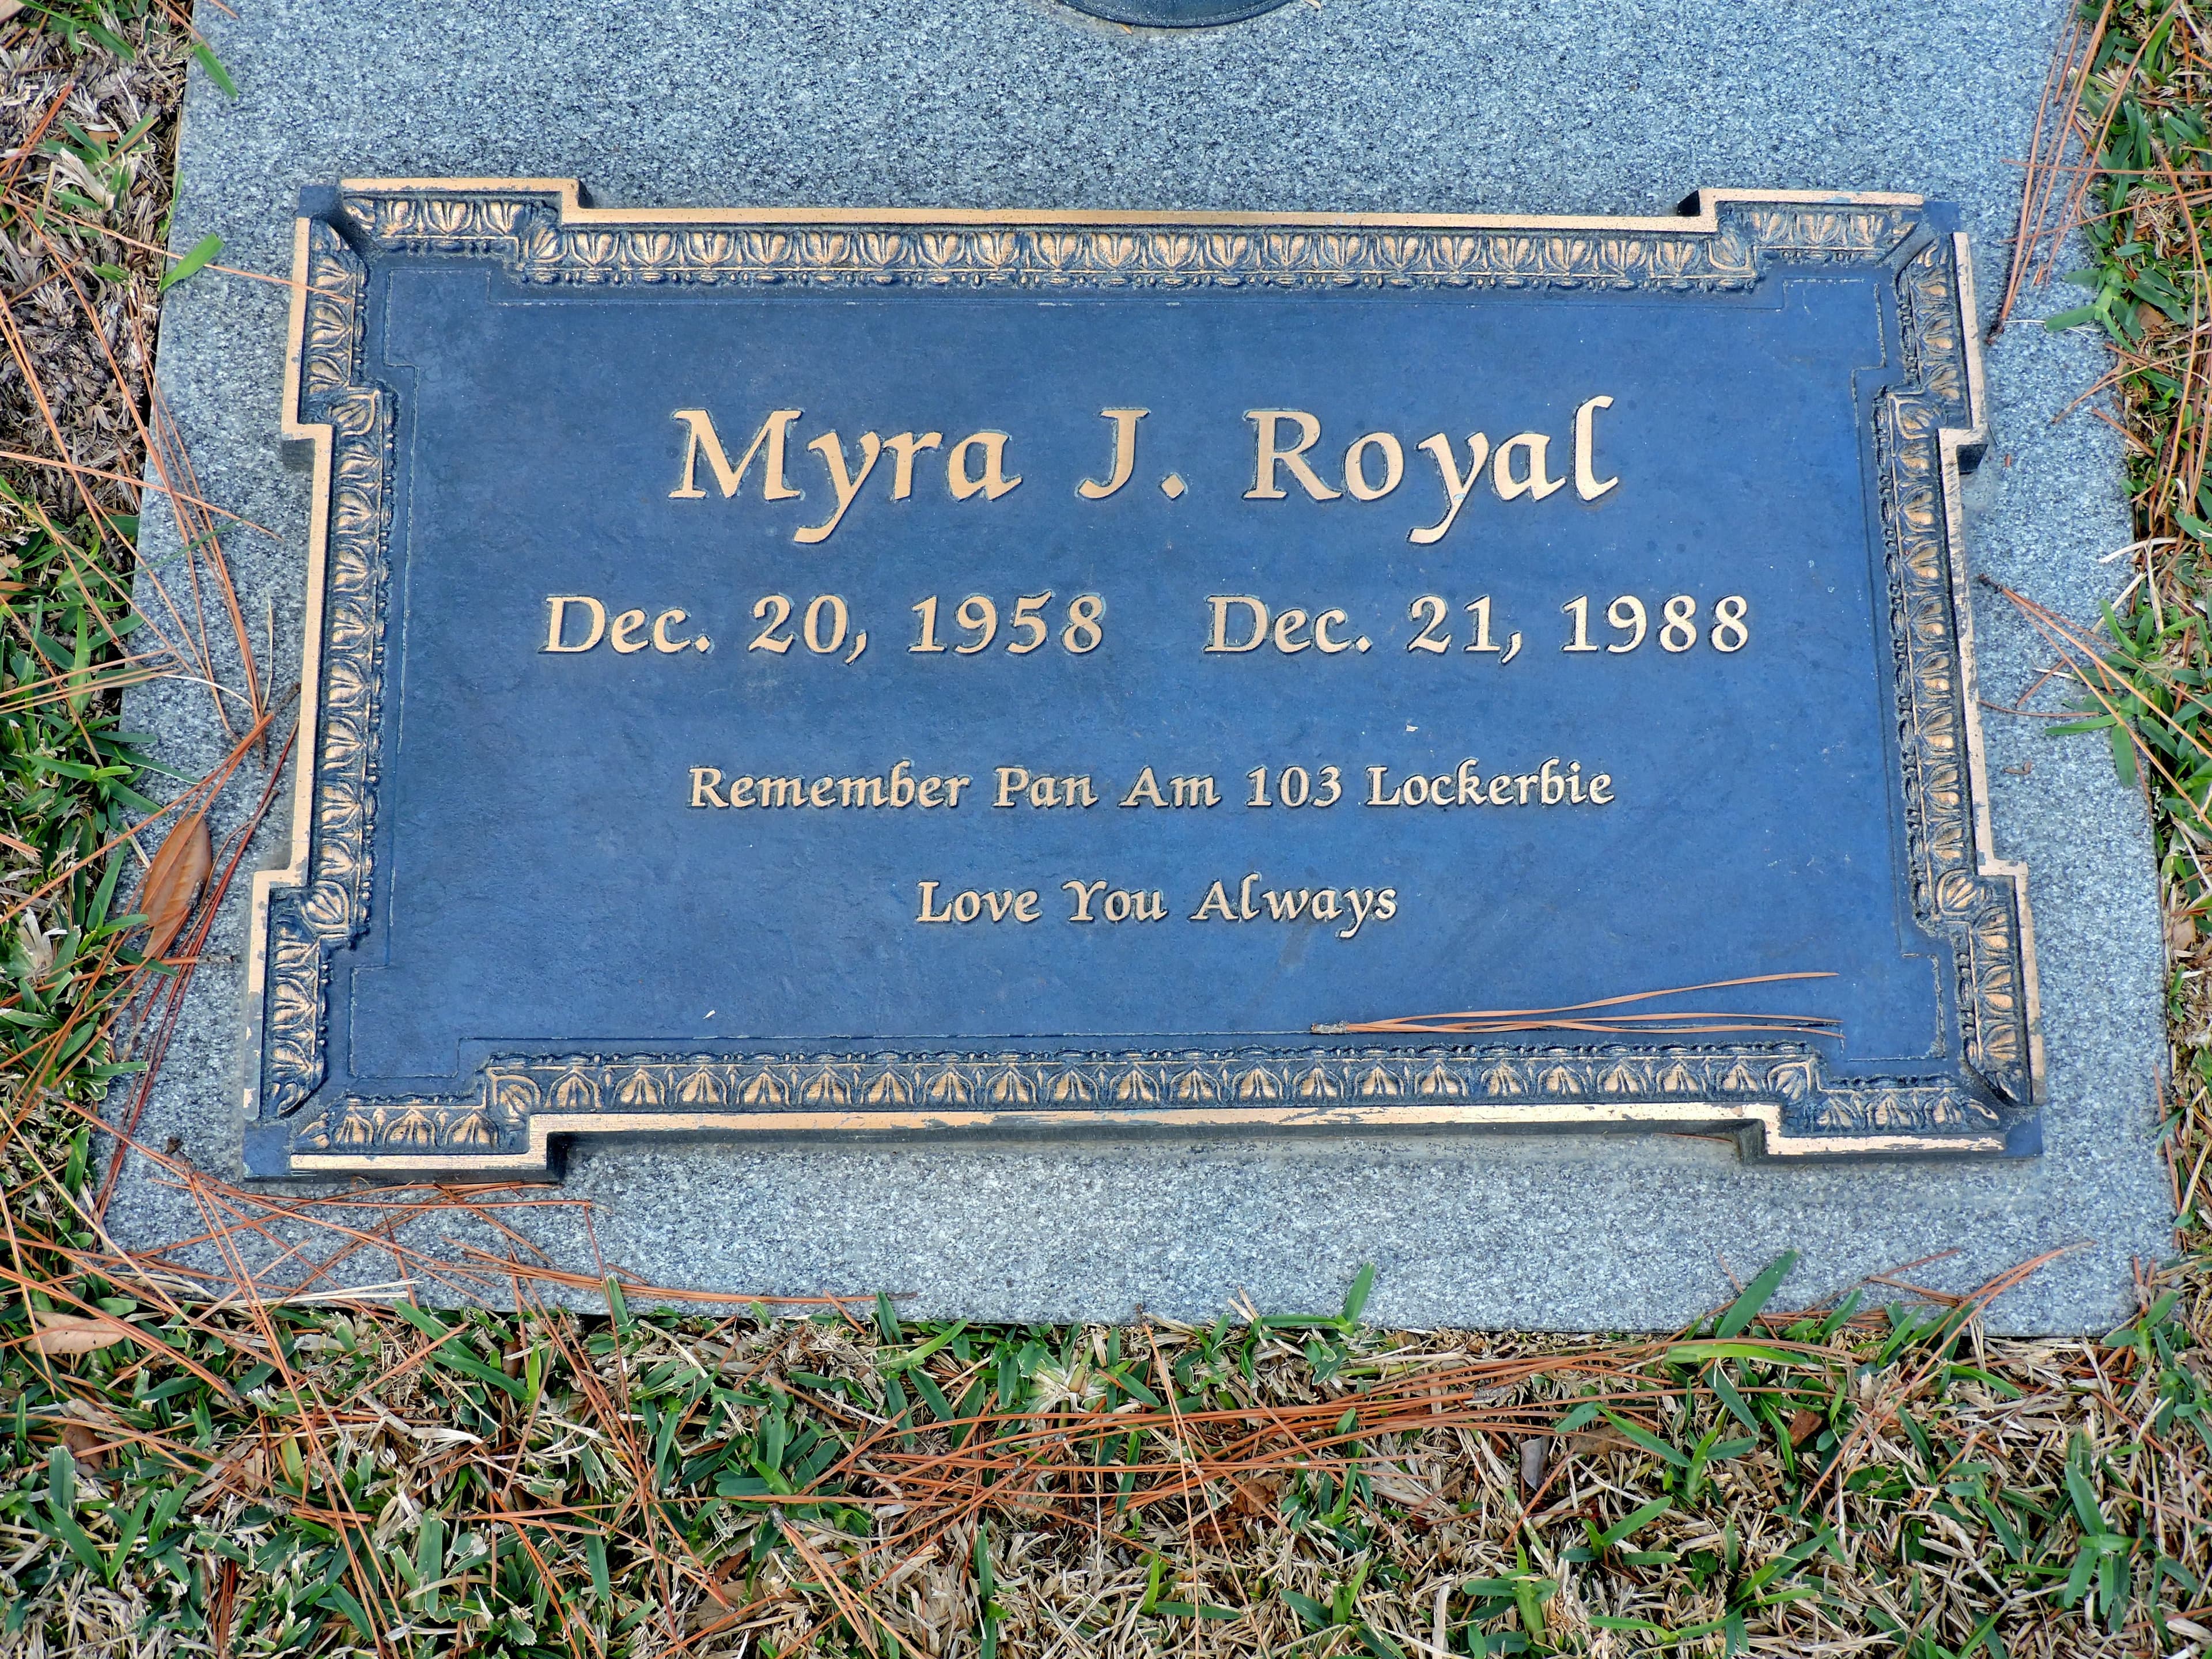 Myra J. Royal
Dec. 20, 1958 Dec. 21, 1988
Remember Pan Am 103 Lockerbie
Love You Always